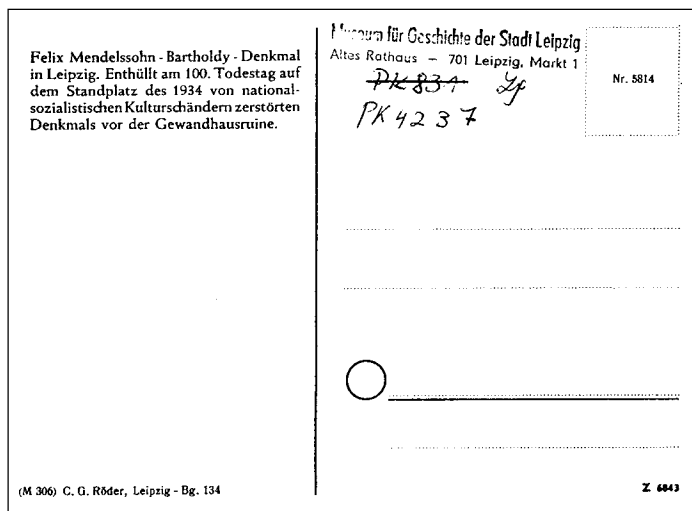 Felix Mendelssohn - Bartholdy - Denkmal
in Leipzig. Enthüllt am 100. Todestag auf
dem Standplatz des 1934 von national-
sozialistischen Kulturschändern zerstörten
Denkmals vor der Gewandhausruine.
(M 306) C. G. Röder, Leipzig - Bg. 134
Museum für Geschichte der Stadt Leipzig
Altes Rathaus – 701 Leipzig, Markt 1
PK 831
PK 4237
Nr. 5814
Z 6843